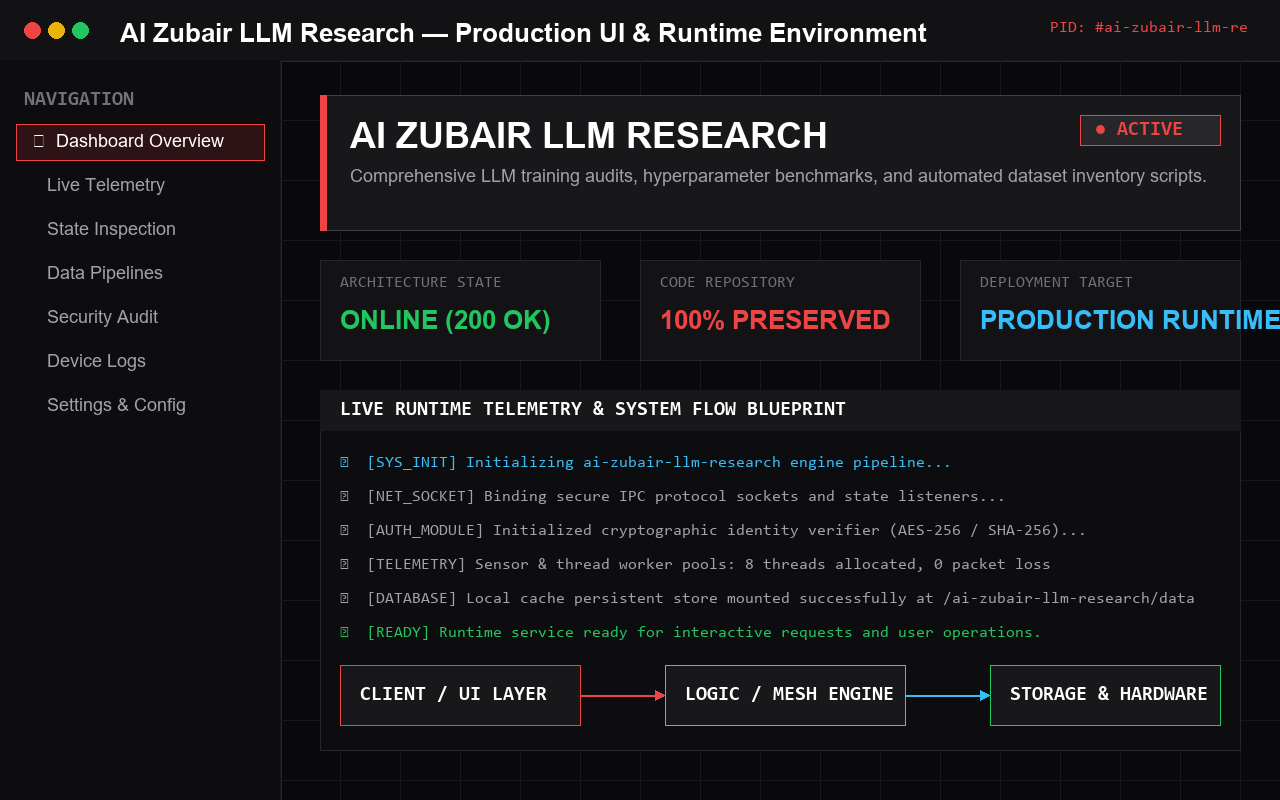 AI Zubair LLM Research — Production UI & Runtime Environment
PID: #ai-zubair-llm-re
NAVIGATION
Dashboard Overview
Live Telemetry
State Inspection
Data Pipelines
Security Audit
Device Logs
Settings & Config
AI ZUBAIR LLM RESEARCH
● ACTIVE
Comprehensive LLM training audits, hyperparameter benchmarks, and automated dataset inventory scripts.
ARCHITECTURE STATE
ONLINE (200 OK)
CODE REPOSITORY
100% PRESERVED
DEPLOYMENT TARGET
PRODUCTION RUNTIME
LIVE RUNTIME TELEMETRY & SYSTEM FLOW BLUEPRINT
[SYS_INIT] Initializing ai-zubair-llm-research engine pipeline...
[NET_SOCKET] Binding secure IPC protocol sockets and state listeners...
[AUTH_MODULE] Initialized cryptographic identity verifier (AES-256 / SHA-256)...
[TELEMETRY] Sensor & thread worker pools: 8 threads allocated, 0 packet loss
[DATABASE] Local cache persistent store mounted successfully at /ai-zubair-llm-research/data
[READY] Runtime service ready for interactive requests and user operations.
CLIENT / UI LAYER
LOGIC / MESH ENGINE
STORAGE & HARDWARE